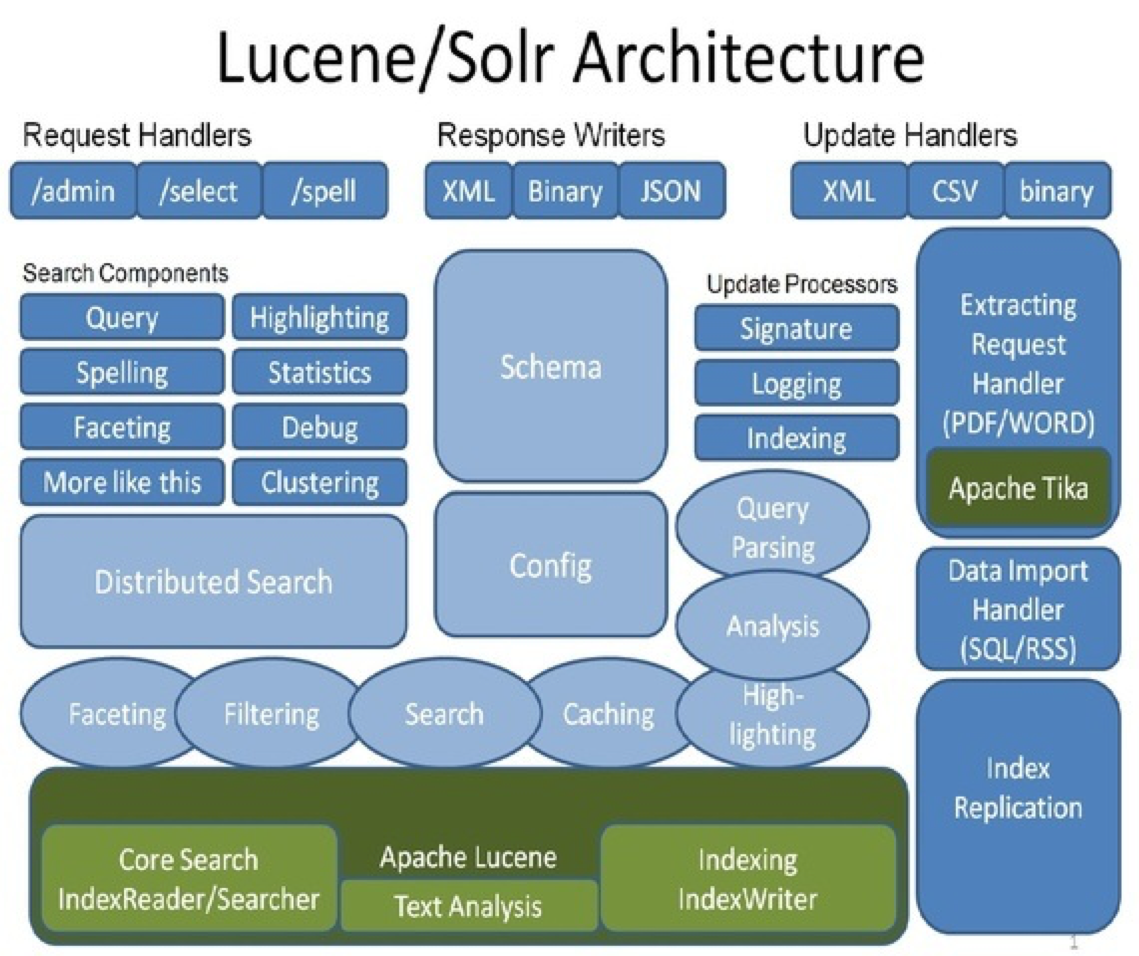 Lucene/Solr Architecture
Request Handlers
/admin
/select
/spell
Response Writers
XML
Binary
JSON
Update Handlers
XML
CSV
binary
Search Components
Query
Highlighting
Spelling
Statistics
Faceting
Debug
More like this
Clustering
Distributed Search
Schema
Config
Update Processors
Signature
Logging
Indexing
Query
Parsing
Analysis
High-
lighting
Extracting
Request
Handler
(PDF/WORD)
Apache Tika
Data Import
Handler
(SQL/RSS)
Index
Replication
Faceting
Filtering
Search
Caching
Core Search
IndexReader/Searcher
Apache Lucene
Text Analysis
Indexing
IndexWriter
1